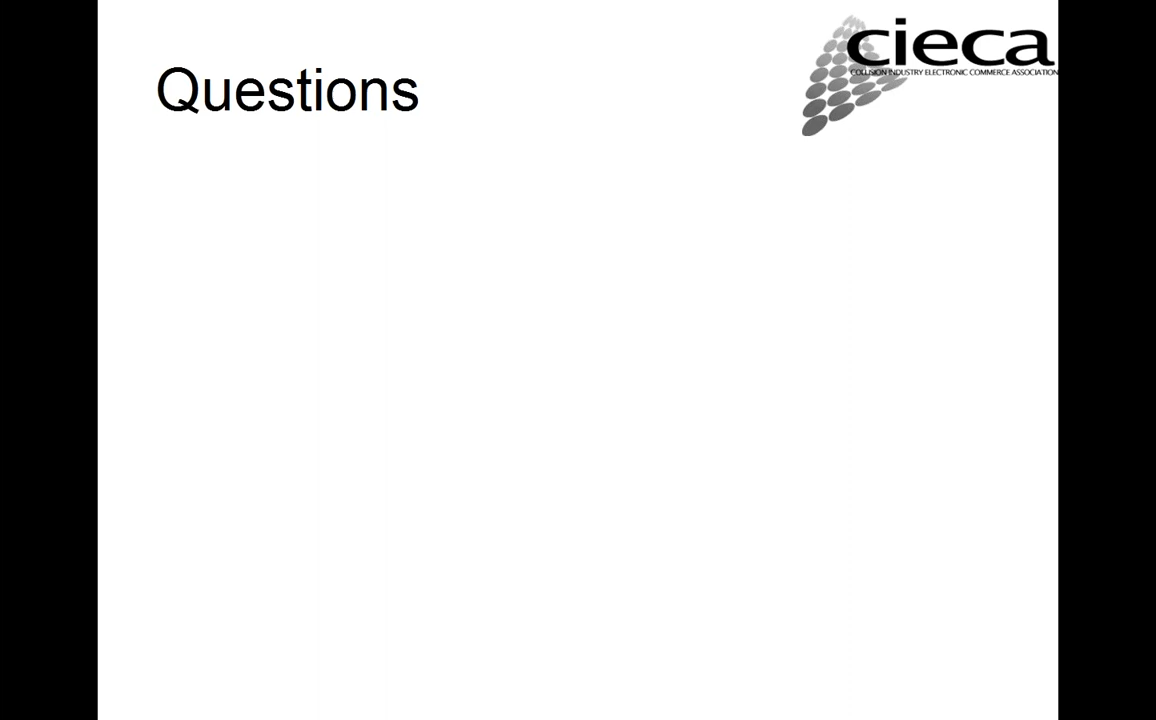 Questions
cieca
COLLISION INDUSTRY ELECTRONIC COMMERCE ASSOCIATION